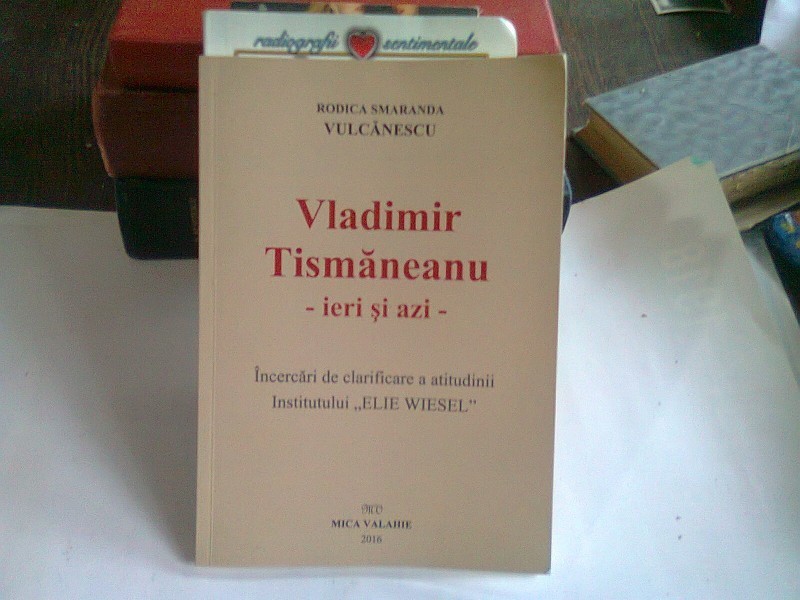 radiografii sentimentale
RODICA SMARANDA
VULCĂNESCU
Vladimir
Tismăneanu
- ieri şi azi -
Încercări de clarificare a atitudinii
Institutului „ELIE WIESEL"
MICA VALAHIE
2016